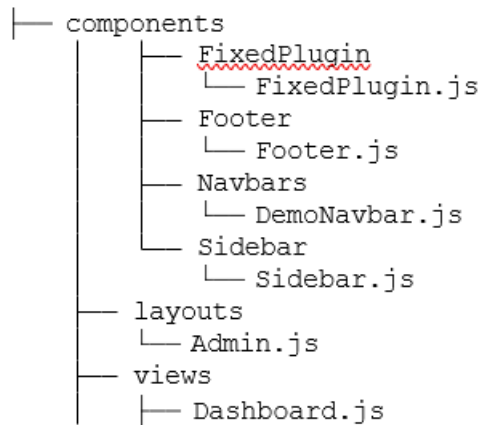 components
FixedPlugin
FixedPlugin.js
Footer
Footer.js
Navbars
DemoNavbar.js
Sidebar
Sidebar.js
layouts
Admin.js
views
Dashboard.js